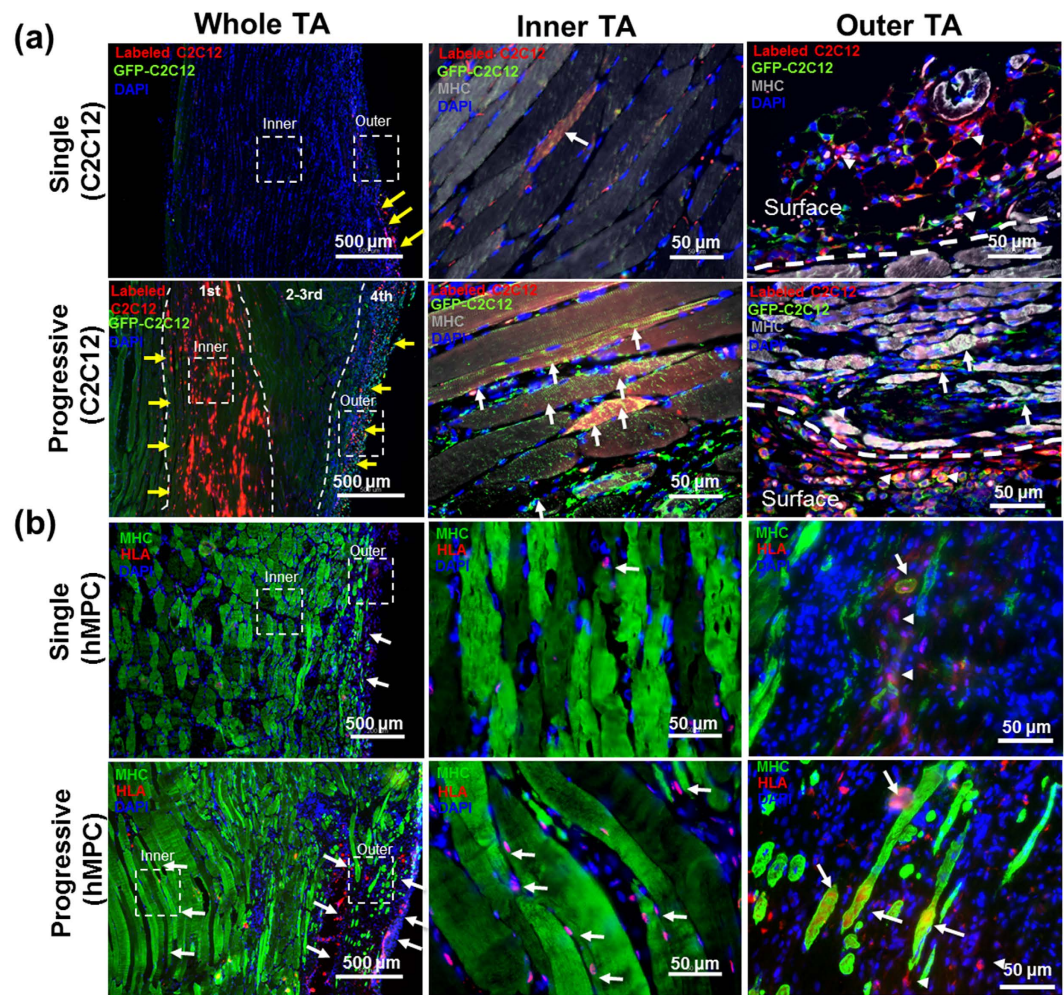 (a)
Whole TA
Inner TA
Outer TA
Single
(C2C12)
Labeled C2C12
GFP-C2C12
DAPI
Inner
Outer
500 µm
Labeled C2C12
GFP-C2C12
MHC
DAPI
50 µm
Labeled C2C12
GFP-C2C12
MHC
DAPI
Surface
50 µm
Progressive
(C2C12)
Labeled
C2C12
GFP-C2C12
DAPI
1st
2-3rd
4th
Inner
Outer
500 µm
Labeled C2C12
GFP-C2C12
MHC
DAPI
50 µm
Labeled C2C12
GFP-C2C12
MHC
DAPI
Surface
50 µm
(b)
Single
(hMPC)
MHC
HLA
DAPI
Inner
Outer
500 µm
MHC
HLA
DAPI
50 µm
MHC
HLA
DAPI
50 µm
Progressive
(hMPC)
MHC
HLA
DAPI
Inner
Outer
500 µm
MHC
HLA
DAPI
50 µm
MHC
HLA
DAPI
50 µm